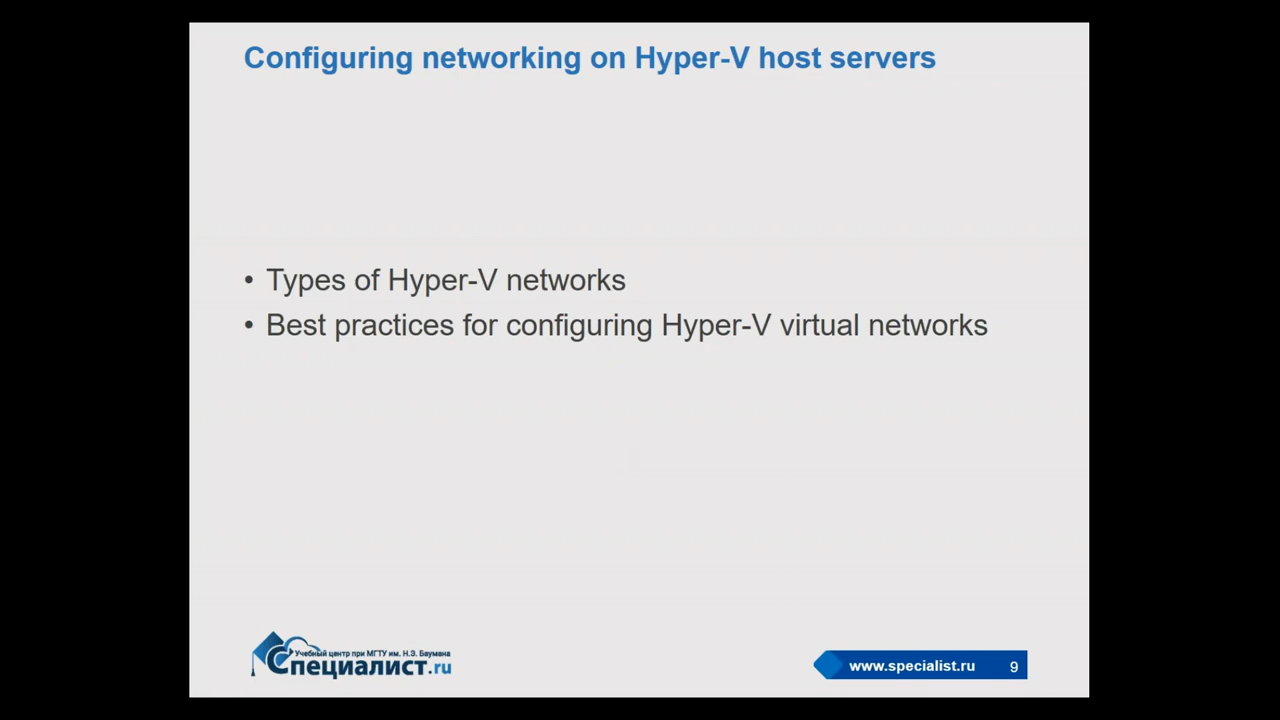 Configuring networking on Hyper-V host servers
• Types of Hyper-V networks
• Best practices for configuring Hyper-V virtual networks
Учебный центр при МГТУ им. Н.Э. Баумана
Специалист.ru
www.specialist.ru 9